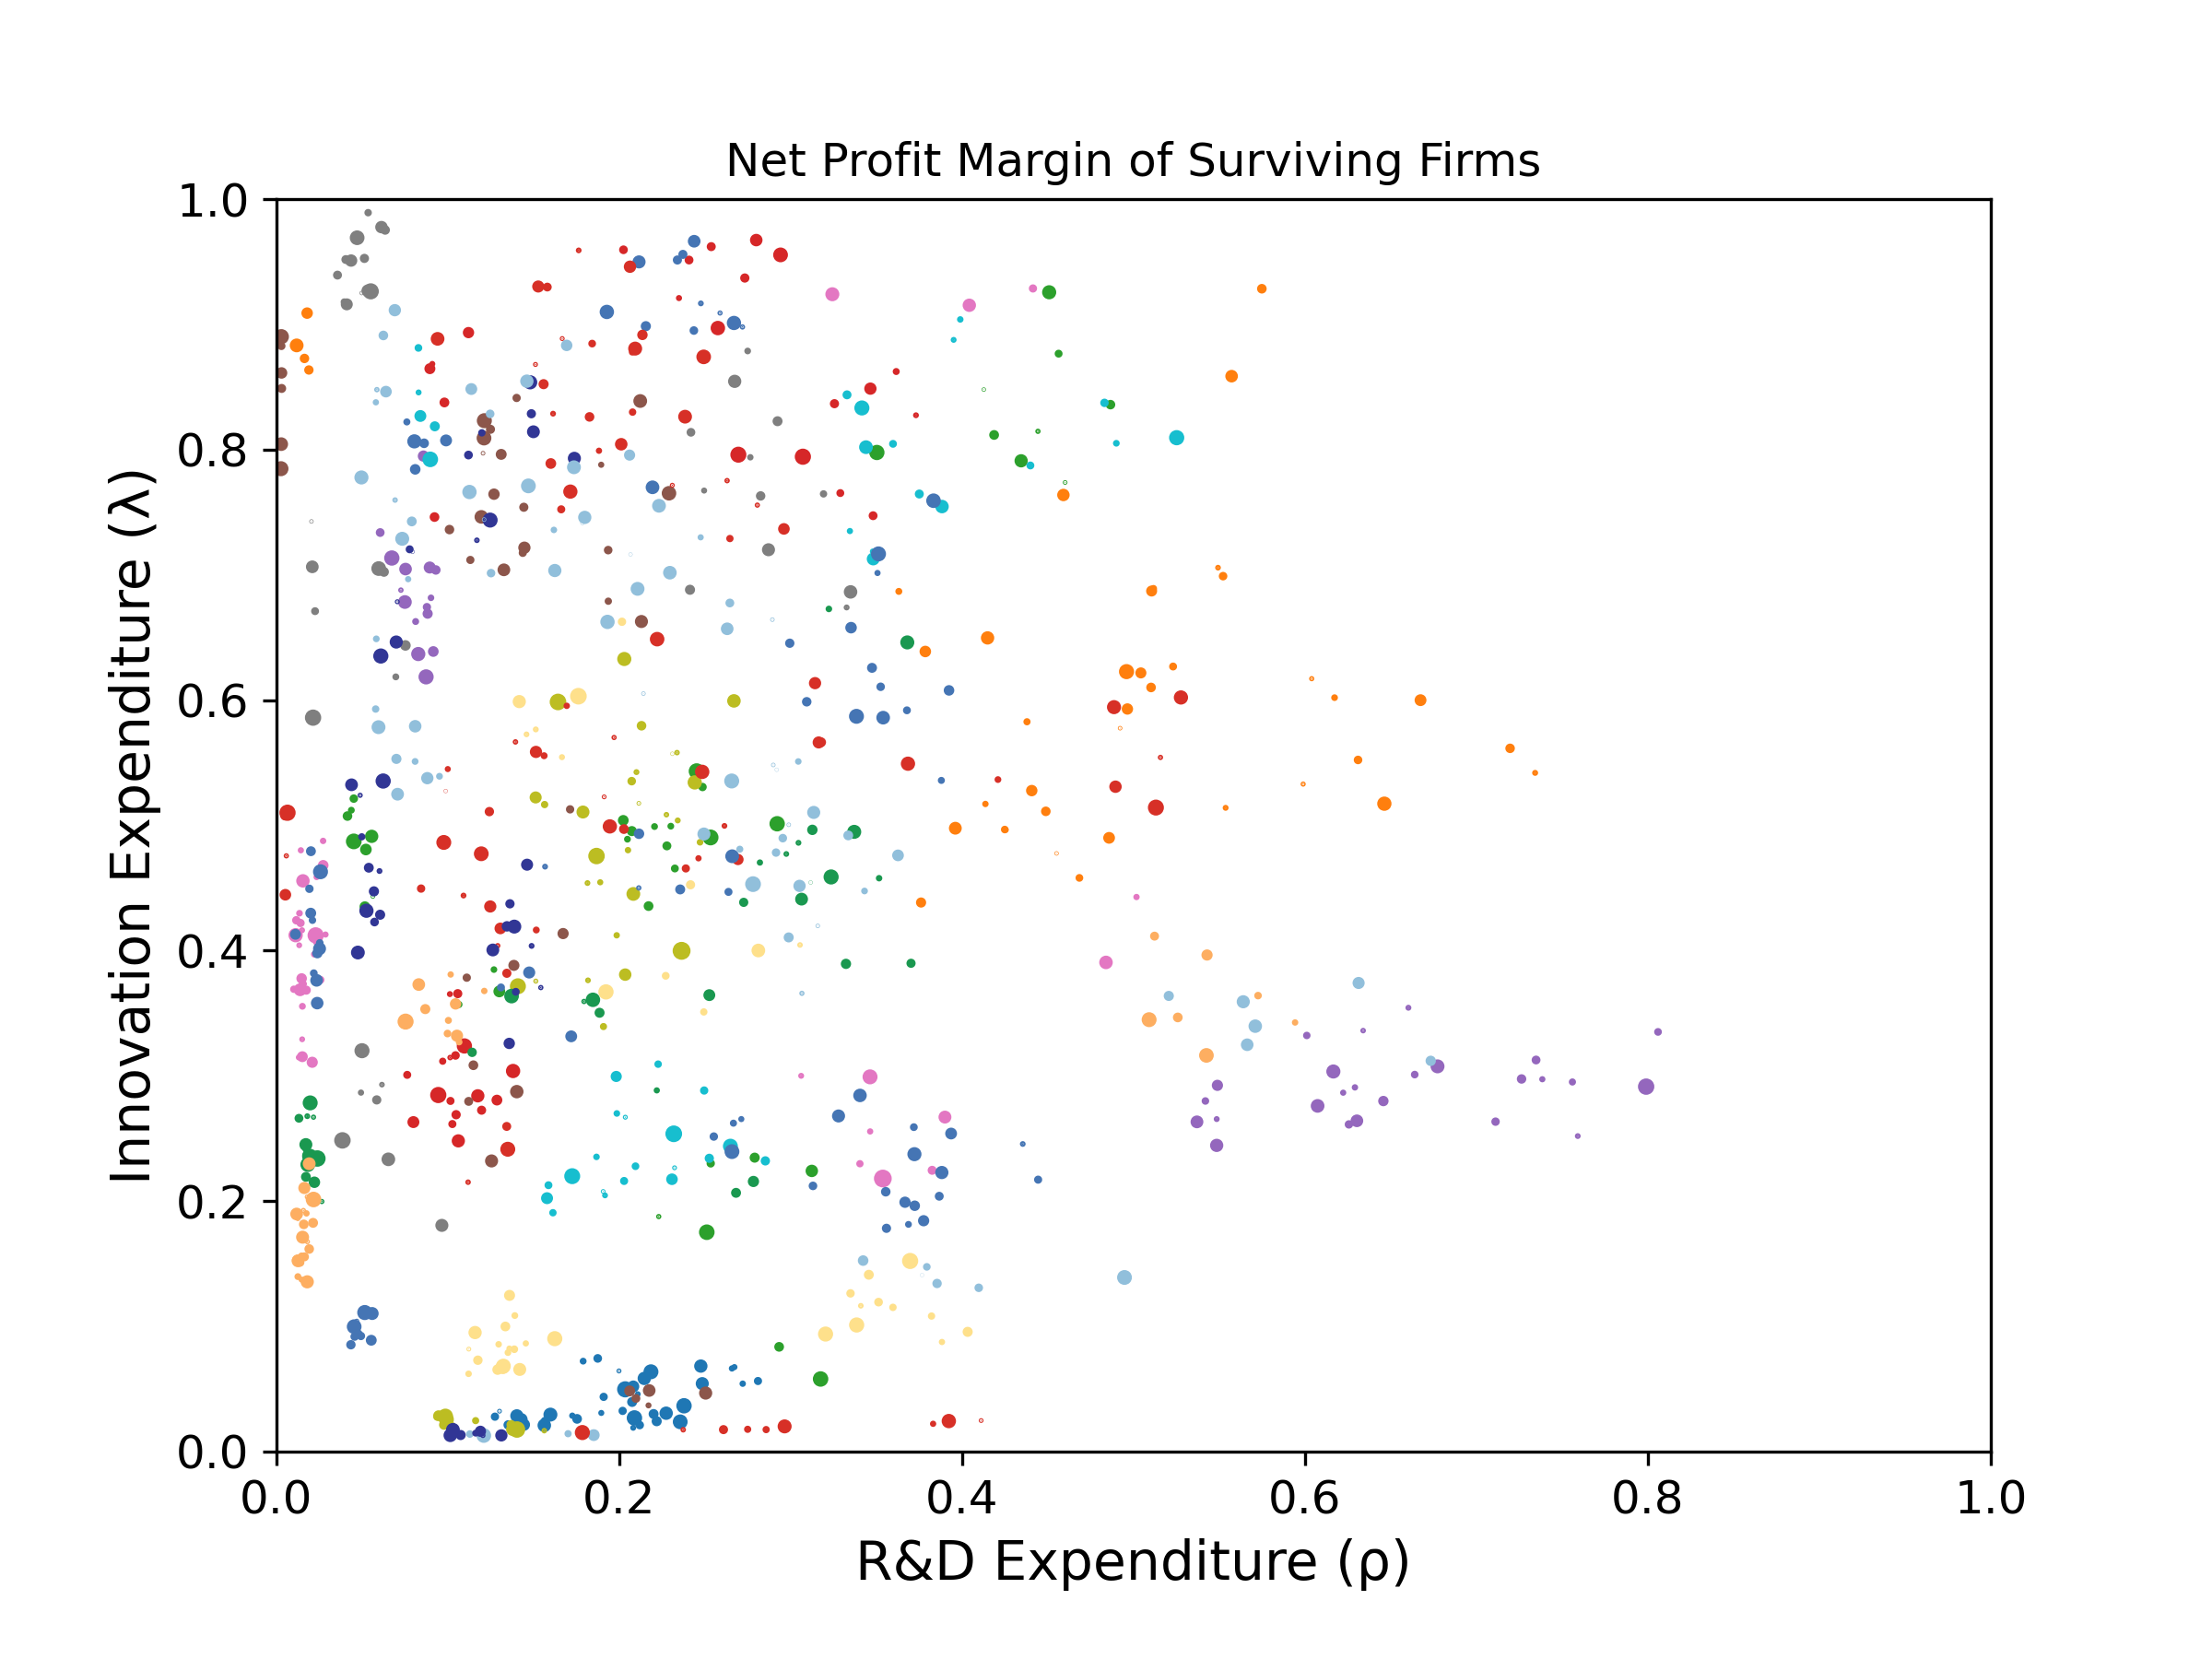 Net Profit Margin of Surviving Firms
1.0
0.8
0.6
0.4
0.2
0.0
Innovation Expenditure (λ)
0.0 0.2 0.4 0.6 0.8 1.0
R&D Expenditure (ρ)